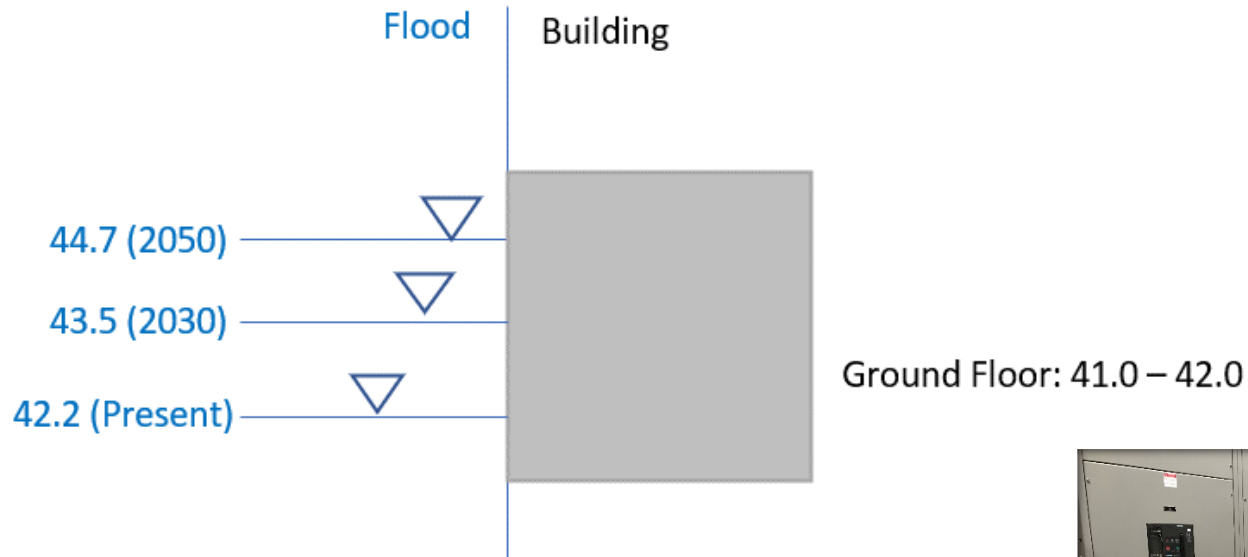 Flood
Building
44.7 (2050)
43.5 (2030)
42.2 (Present)
Ground Floor: 41.0 – 42.0